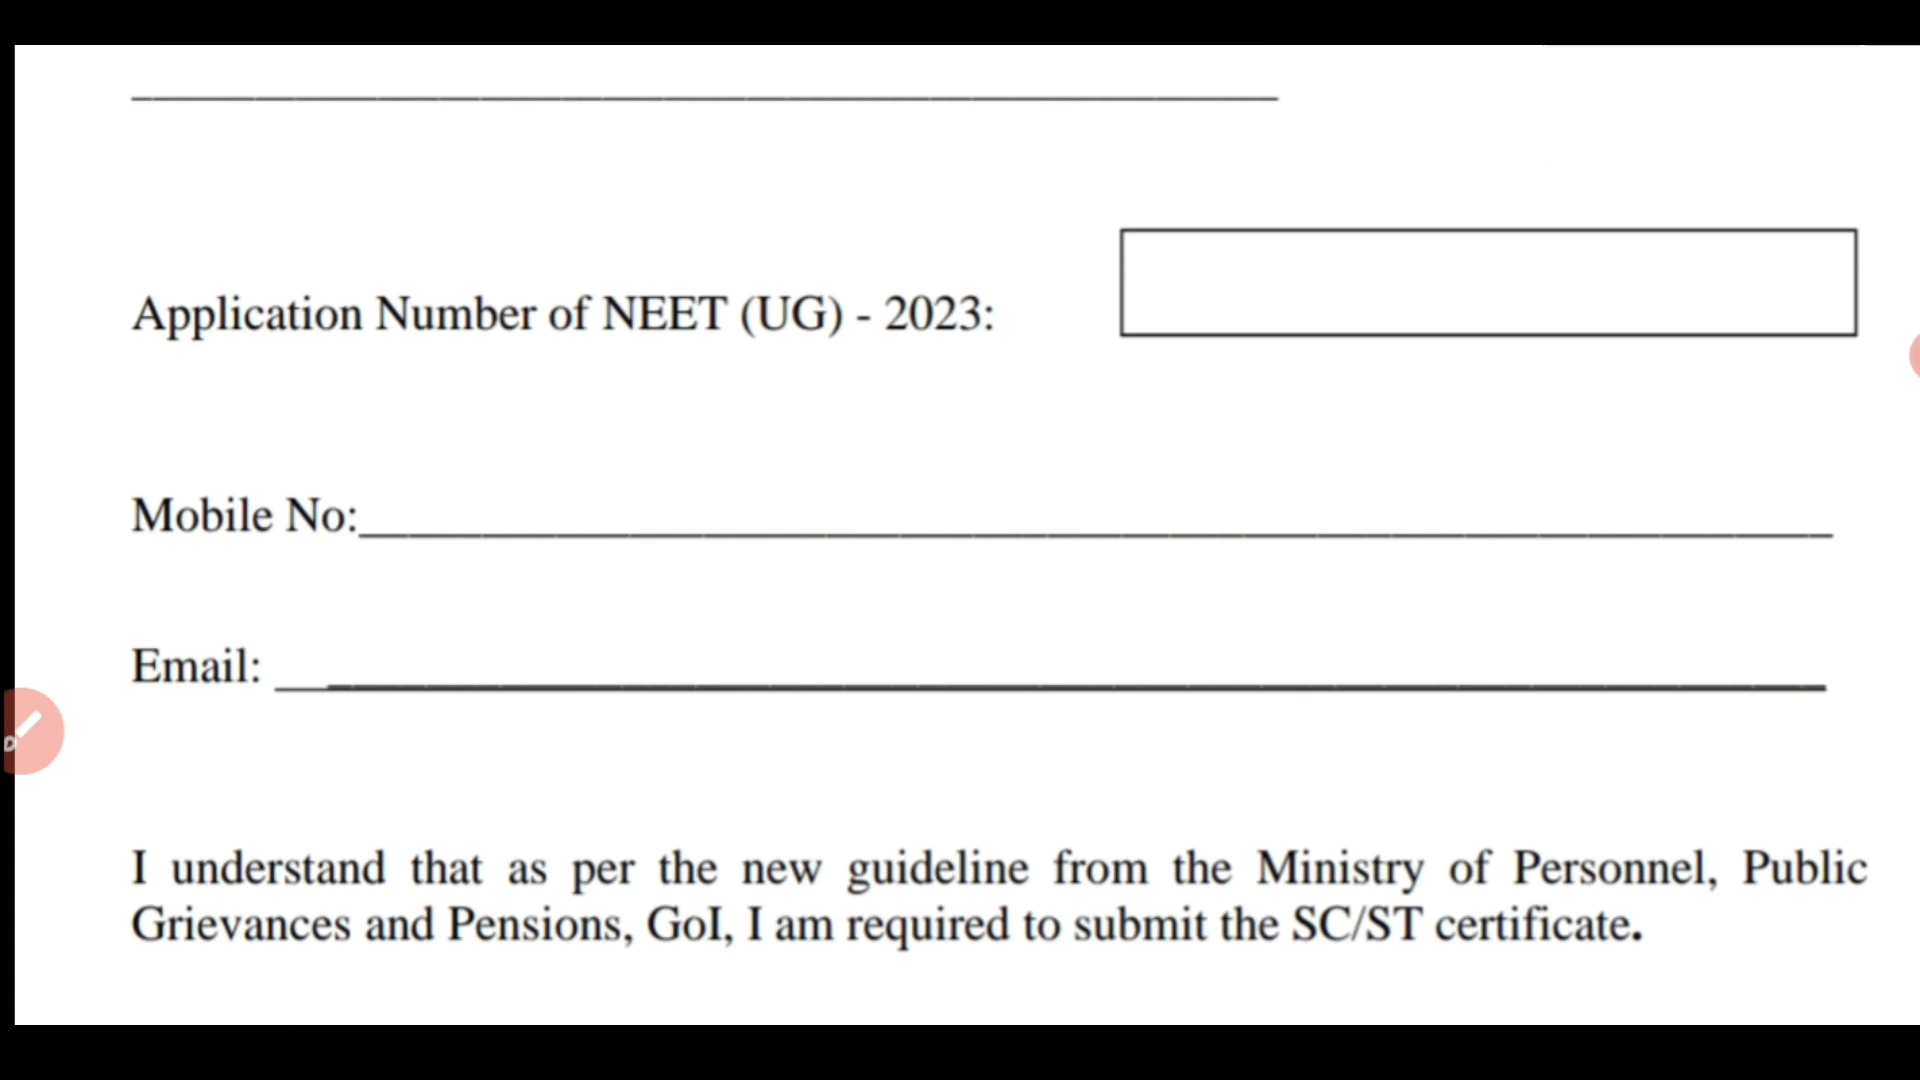 Application Number of NEET (UG) - 2023:
Mobile No:
Email:
I understand that as per the new guideline from the Ministry of Personnel, Public
Grievances and Pensions, GoI, I am required to submit the SC/ST certificate.